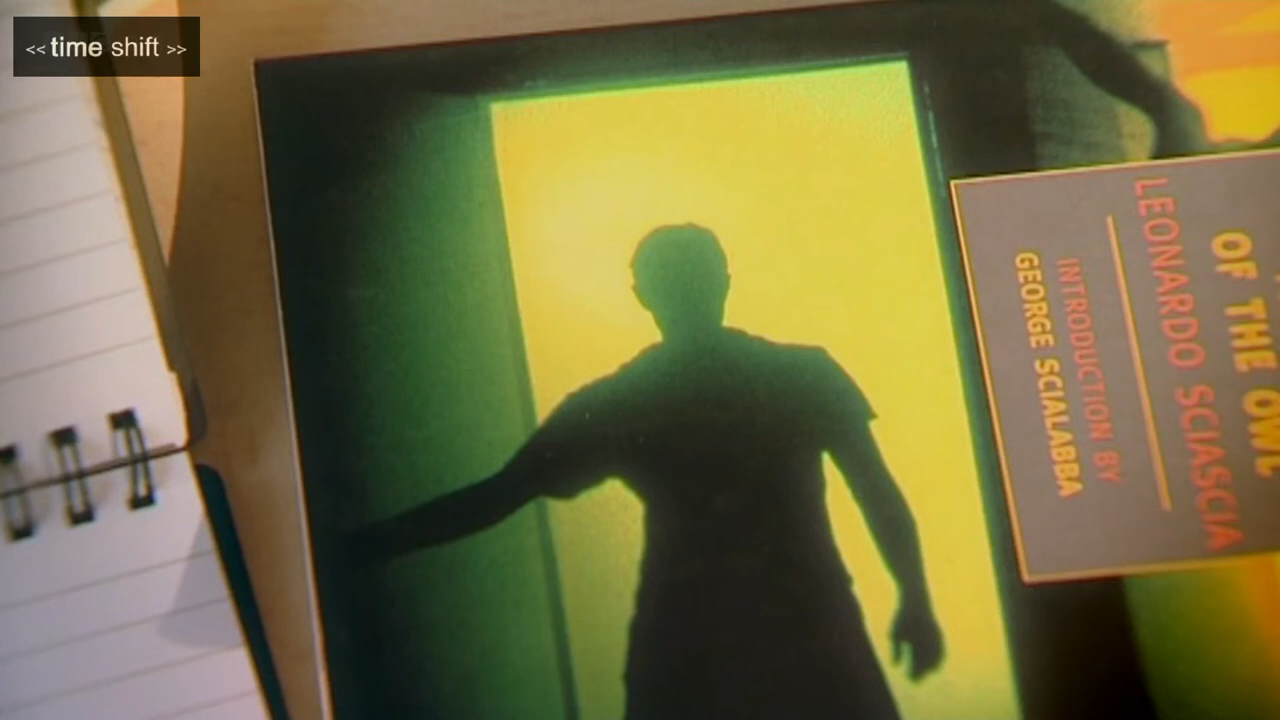 << time shift >>
OF THE OWL
LEONARDO SCIASCIA
INTRODUCTION BY
GEORGE SCIALABBA